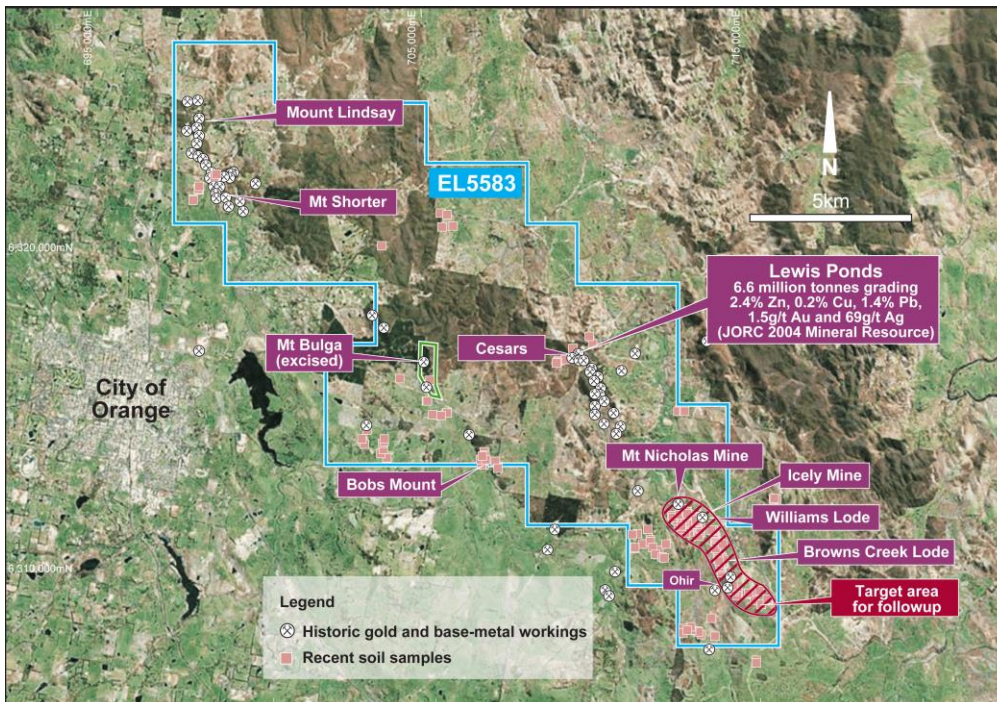 695,000mE
705,000mE
715,000mE
Mount Lindsay
EL5583
N
Mt Shorter
5km
6,320,000mN
Lewis Ponds
6.6 million tonnes grading
2.4% Zn, 0.2% Cu, 1.4% Pb,
1.5g/t Au and 69g/t Ag
(JORC 2004 Mineral Resource)
Mt Bulga
(excised)
Cesars
City of
Orange
Mt Nicholas Mine
Icely Mine
Bobs Mount
Williams Lode
Browns Creek Lode
6,310,000mN
Ohir
Target area
for followup
Legend
Historic gold and base-metal workings
Recent soil samples